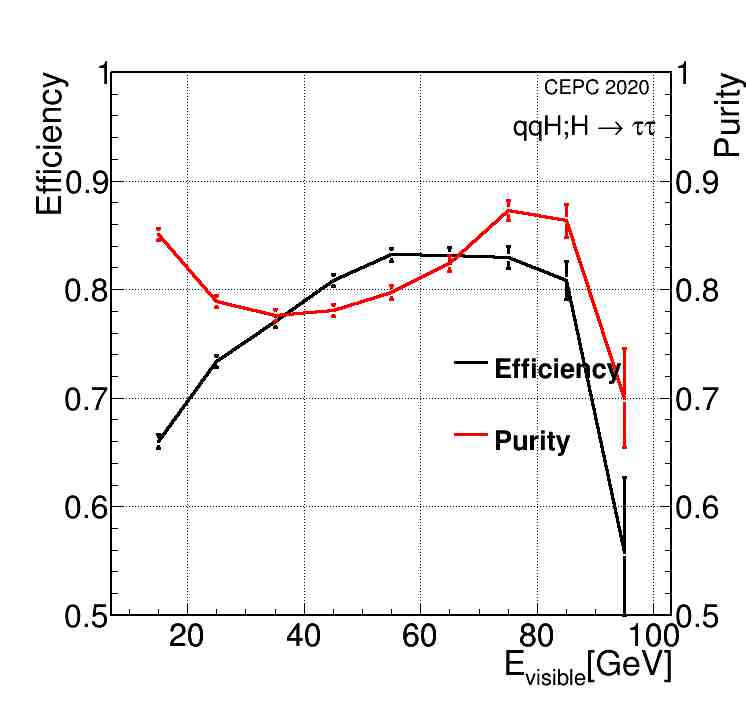 Efficiency
Purity
CEPC 2020
qqH;H → ττ
1
0.9
0.8
0.7
0.6
0.5
1
0.9
0.8
0.7
0.6
0.5
Efficiency
Purity
20 40 60 80 100
E_visible[GeV]